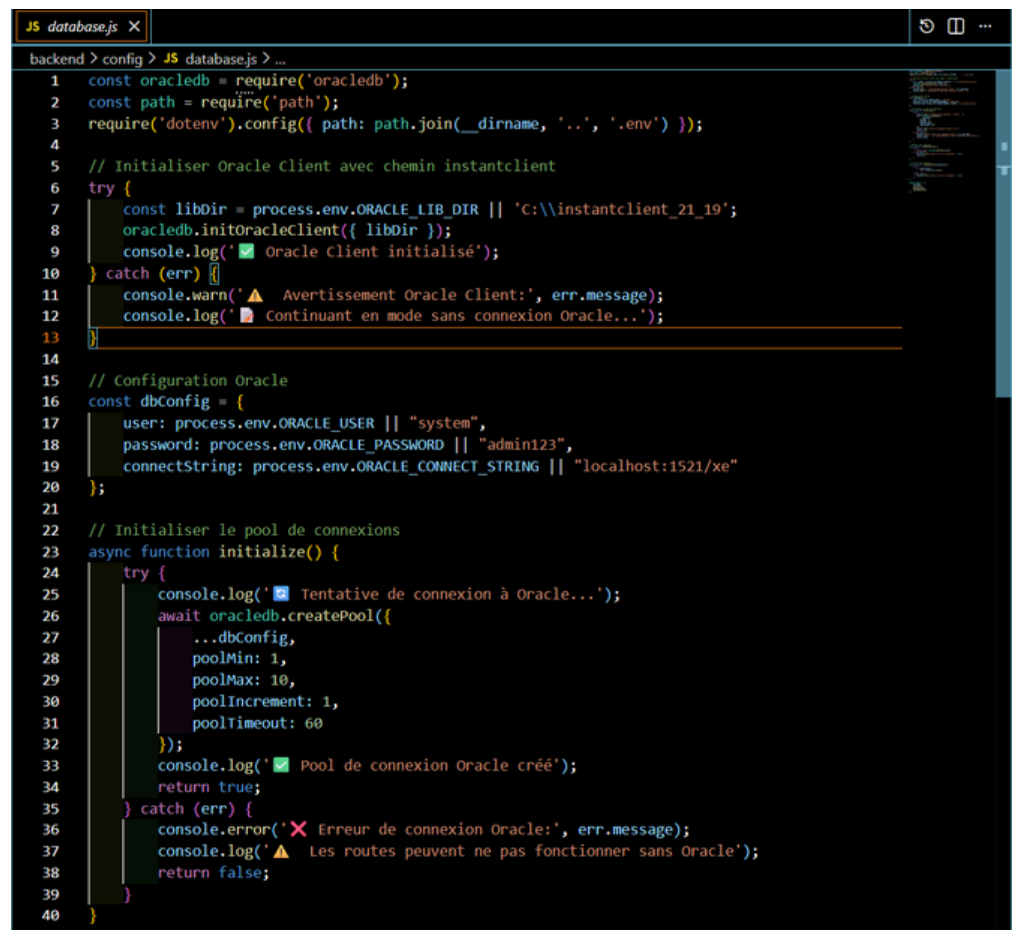 JS database.js ×
backend > config > JS database.js > ...
1 const oracledb = require('oracledb');
2 const path = require('path');
3 require('dotenv').config({ path: path.join(__dirname, '..', '.env') });
4
5 // Initialiser Oracle Client avec chemin instantclient
6 try {
7     const libDir = process.env.ORACLE_LIB_DIR || 'C:\\instantclient_21_19';
8     oracledb.initOracleClient({ libDir });
9     console.log('✅ Oracle Client initialisé');
10 } catch (err) {
11     console.warn('⚠️  Avertissement Oracle Client:', err.message);
12     console.log('📝 Continuant en mode sans connexion Oracle...');
13 }
14
15 // Configuration Oracle
16 const dbConfig = {
17     user: process.env.ORACLE_USER || "system",
18     password: process.env.ORACLE_PASSWORD || "admin123",
19     connectString: process.env.ORACLE_CONNECT_STRING || "localhost:1521/xe"
20 };
21
22 // Initialiser le pool de connexions
23 async function initialize() {
24     try {
25         console.log('🔄 Tentative de connexion à Oracle...');
26         await oracledb.createPool({
27             ...dbConfig,
28             poolMin: 1,
29             poolMax: 10,
30             poolIncrement: 1,
31             poolTimeout: 60
32         });
33         console.log('✅ Pool de connexion Oracle créé');
34         return true;
35     } catch (err) {
36         console.error('❌ Erreur de connexion Oracle:', err.message);
37         console.log('⚠️  Les routes peuvent ne pas fonctionner sans Oracle');
38         return false;
39     }
40 }